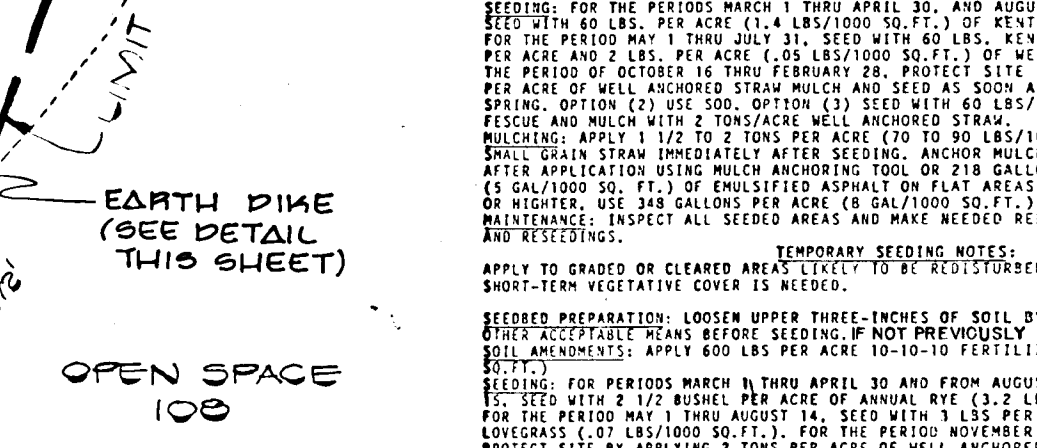 LIMIT
EARTH DIKE
(SEE DETAIL
THIS SHEET)
OPEN SPACE
108
SEEDING: FOR THE PERIODS MARCH 1 THRU APRIL 30, AND AUGU
SEED WITH 60 LBS. PER ACRE (1.4 LBS/1000 SQ.FT.) OF KENT
FOR THE PERIOD MAY 1 THRU JULY 31, SEED WITH 60 LBS. KEN
PER ACRE AND 2 LBS. PER ACRE (.05 LBS/1000 SQ.FT.) OF WE
THE PERIOD OF OCTOBER 16 THRU FEBRUARY 28, PROTECT SITE
PER ACRE OF WELL ANCHORED STRAW MULCH AND SEED AS SOON A
SPRING. OPTION (2) USE SOD. OPTION (3) SEED WITH 60 LBS/
FESCUE AND MULCH WITH 2 TONS/ACRE WELL ANCHORED STRAW.
MULCHING: APPLY 1 1/2 TO 2 TONS PER ACRE (70 TO 90 LBS/1
SMALL GRAIN STRAW IMMEDIATELY AFTER SEEDING. ANCHOR MULC
AFTER APPLICATION USING MULCH ANCHORING TOOL OR 218 GALL
(5 GAL/1000 SQ. FT.) OF EMULSIFIED ASPHALT ON FLAT AREAS
OR HIGHTER, USE 348 GALLONS PER ACRE (8 GAL/1000 SQ.FT.)
MAINTENANCE: INSPECT ALL SEEDED AREAS AND MAKE NEEDED RE
AND RESEEDINGS.
TEMPORARY SEEDING NOTES:
APPLY TO GRADED OR CLEARED AREAS LIKELY TO BE REDISTURBE
SHORT-TERM VEGETATIVE COVER IS NEEDED.
SEEDBED PREPARATION: LOOSEN UPPER THREE-INCHES OF SOIL B
OTHER ACCEPTABLE MEANS BEFORE SEEDING. IF NOT PREVIOUSLY
SOIL AMENDMENTS: APPLY 600 LBS PER ACRE 10-10-10 FERTILI
SQ.FT.)
SEEDING: FOR PERIODS MARCH 1 THRU APRIL 30 AND FROM AUGU
15, SEED WITH 2 1/2 BUSHEL PER ACRE OF ANNUAL RYE (3.2 L
FOR THE PERIOD MAY 1 THRU AUGUST 14, SEED WITH 3 LBS PER
LOVEGRASS (.07 LBS/1000 SQ.FT.). FOR THE PERIOD NOVEMBER
PROTECT SITE BY APPLYING 2 TONS PER ACRE OF WELL ANCHORE